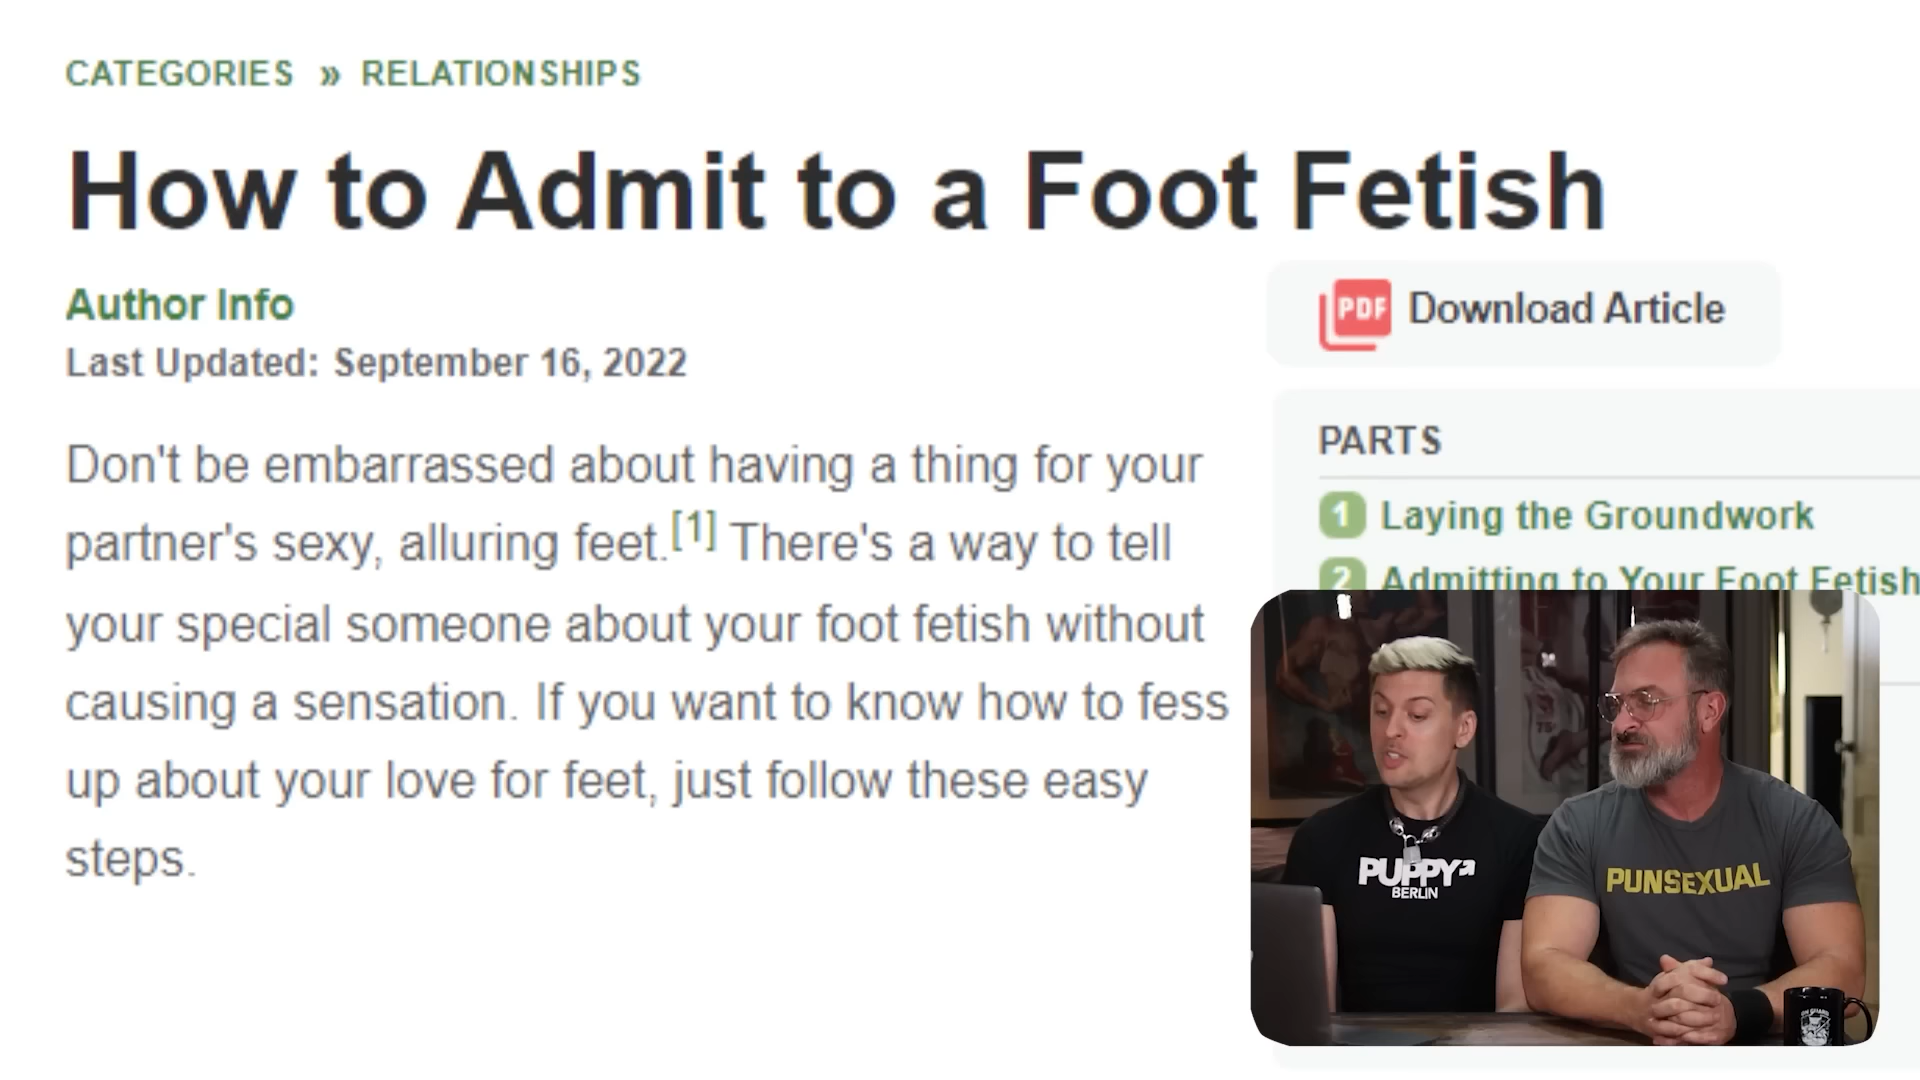 CATEGORIES » RELATIONSHIPS
How to Admit to a Foot Fetish
Author Info
Last Updated: September 16, 2022
PDF Download Article
Don't be embarrassed about having a thing for your
partner's sexy, alluring feet.[1] There's a way to tell
your special someone about your foot fetish without
causing a sensation. If you want to know how to fess
up about your love for feet, just follow these easy
steps.
PARTS
1 Laying the Groundwork
2 Admitting to Your Foot Fetish
PUPPY
BERLIN
PUNSEXUAL
ON GUARD